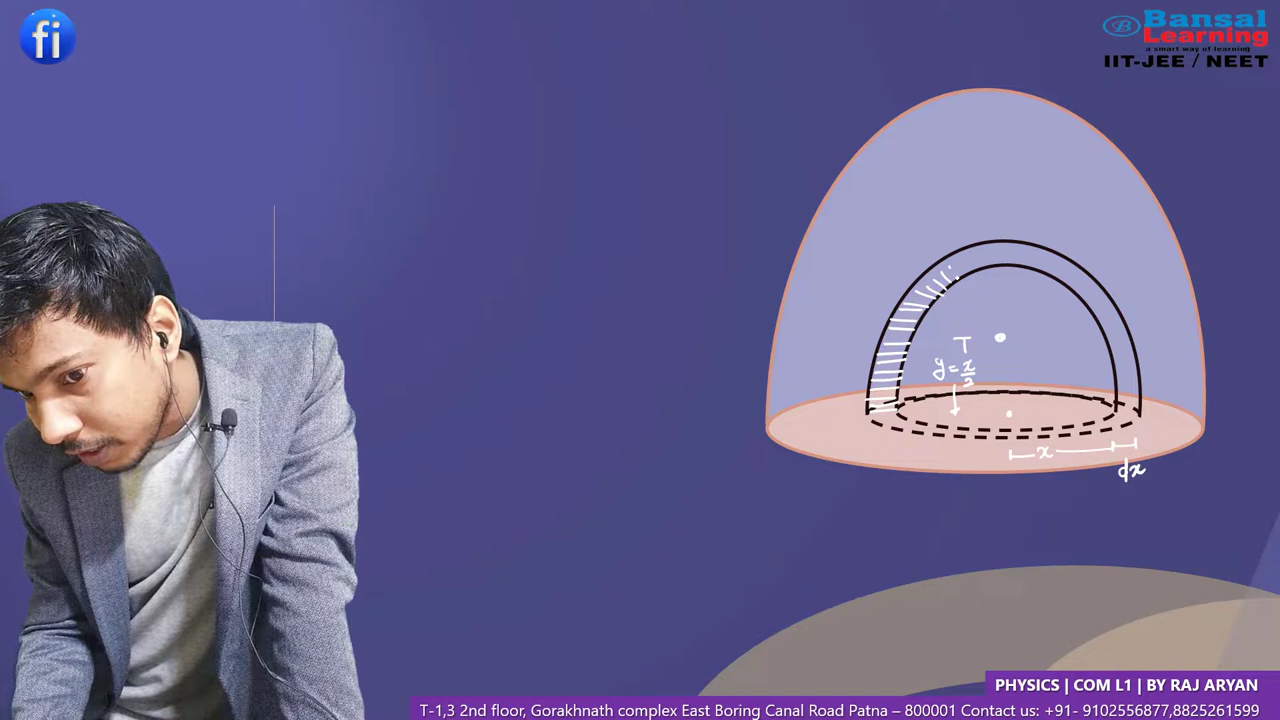 fi
B Bansal
Learning
a smart way of learning
IIT-JEE / NEET
y = x/2
x
dx
PHYSICS | COM L1 | BY RAJ ARYAN
T-1,3 2nd floor, Gorakhnath complex East Boring Canal Road Patna – 800001 Contact us: +91- 9102556877,8825261599